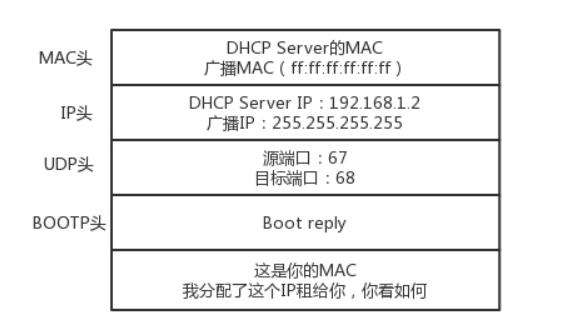 MAC头
DHCP Server的MAC
广播MAC（ff:ff:ff:ff:ff:ff）
IP头
DHCP Server IP：192.168.1.2
广播IP：255.255.255.255
UDP头
源端口：67
目标端口：68
BOOTP头
Boot reply
这是你的MAC
我分配了这个IP租给你，你看如何